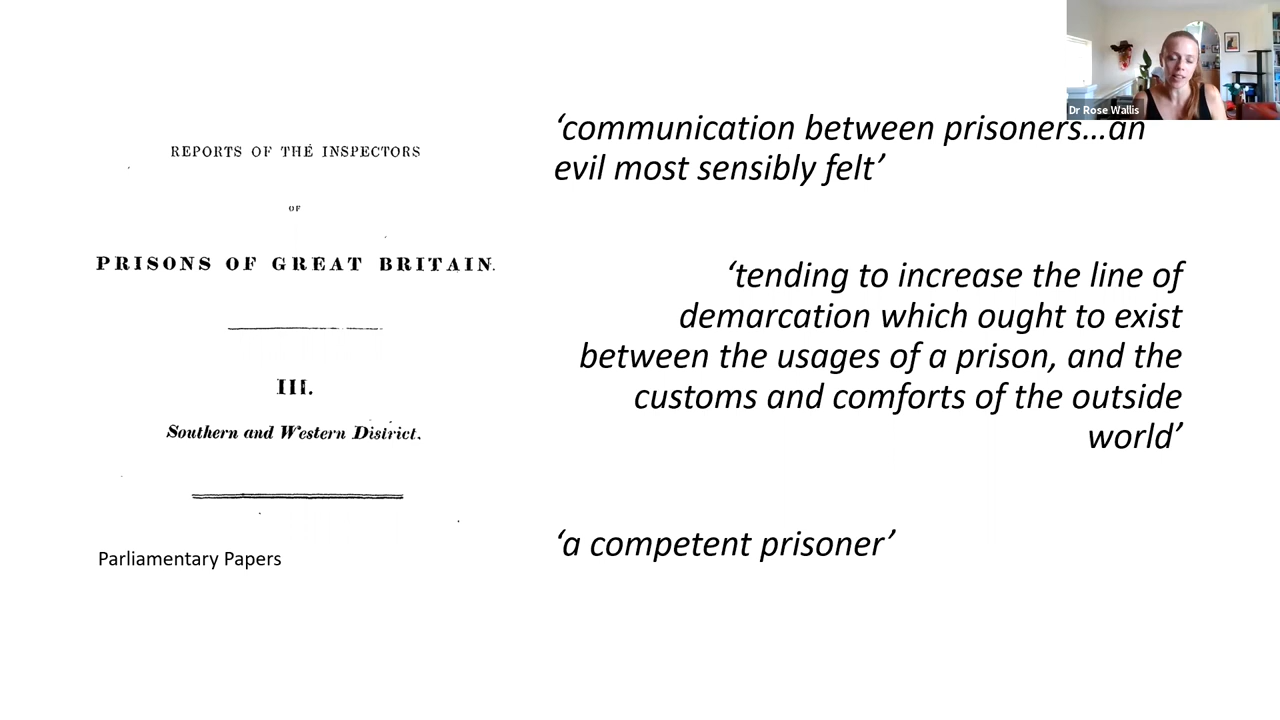 Dr Rose Wallis
REPORTS OF THE INSPECTORS
OF
PRISONS OF GREAT BRITAIN.
III.
Southern and Western District.
Parliamentary Papers
‘communication between prisoners...an
evil most sensibly felt’
‘tending to increase the line of
demarcation which ought to exist
between the usages of a prison, and the
customs and comforts of the outside
world’
‘a competent prisoner’